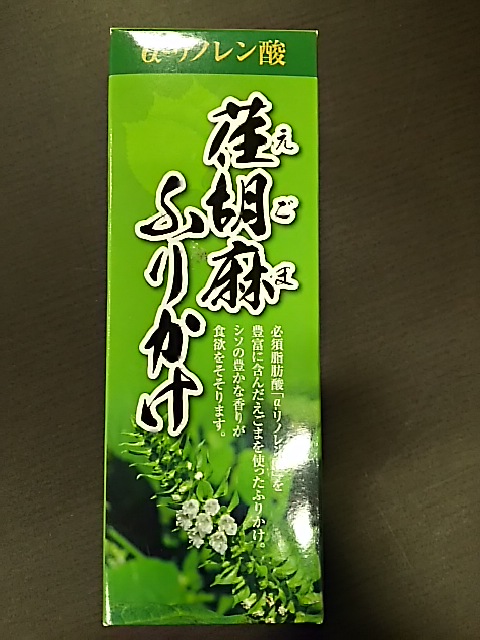 α-リノレン酸
荏胡麻
えごま
ふりかけ
必須脂肪酸「α-リノレン酸」を
豊富に含んだえごまを使ったふりかけ。
シソの豊かな香りが
食欲をそそります。